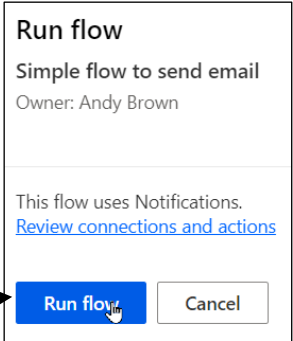 Run flow
Simple flow to send email
Owner: Andy Brown
This flow uses Notifications.
Review connections and actions
Run flow
Cancel